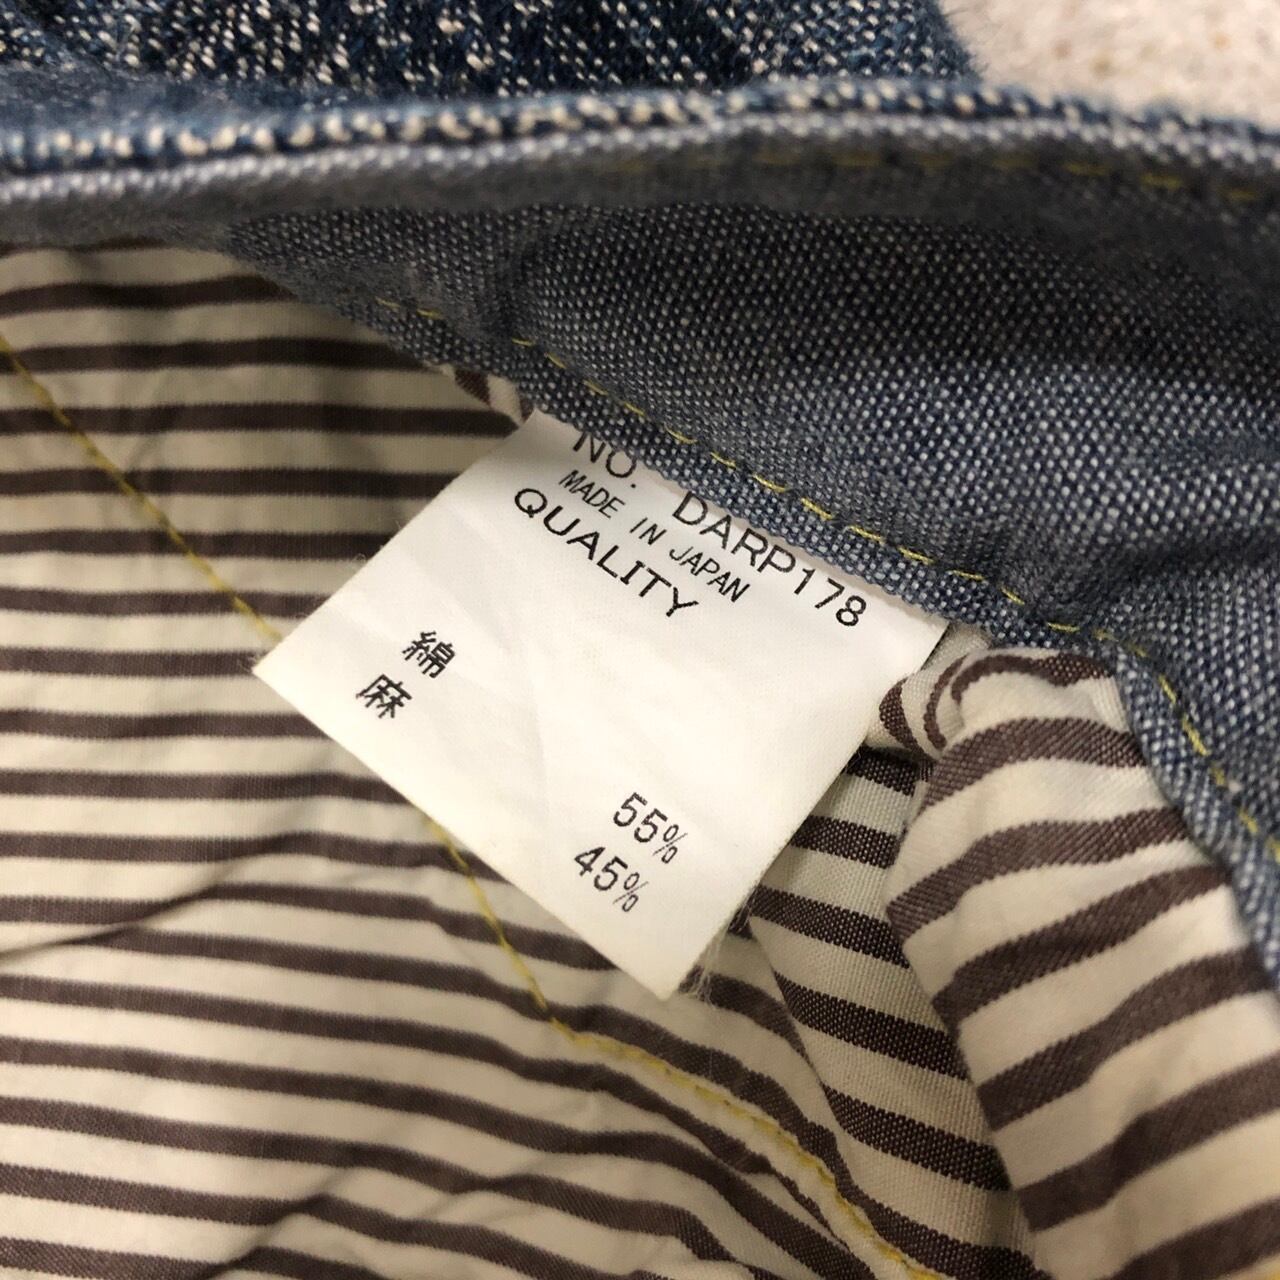 NO. DARP178
MADE IN JAPAN
QUALITY
綿 55%
麻 45%